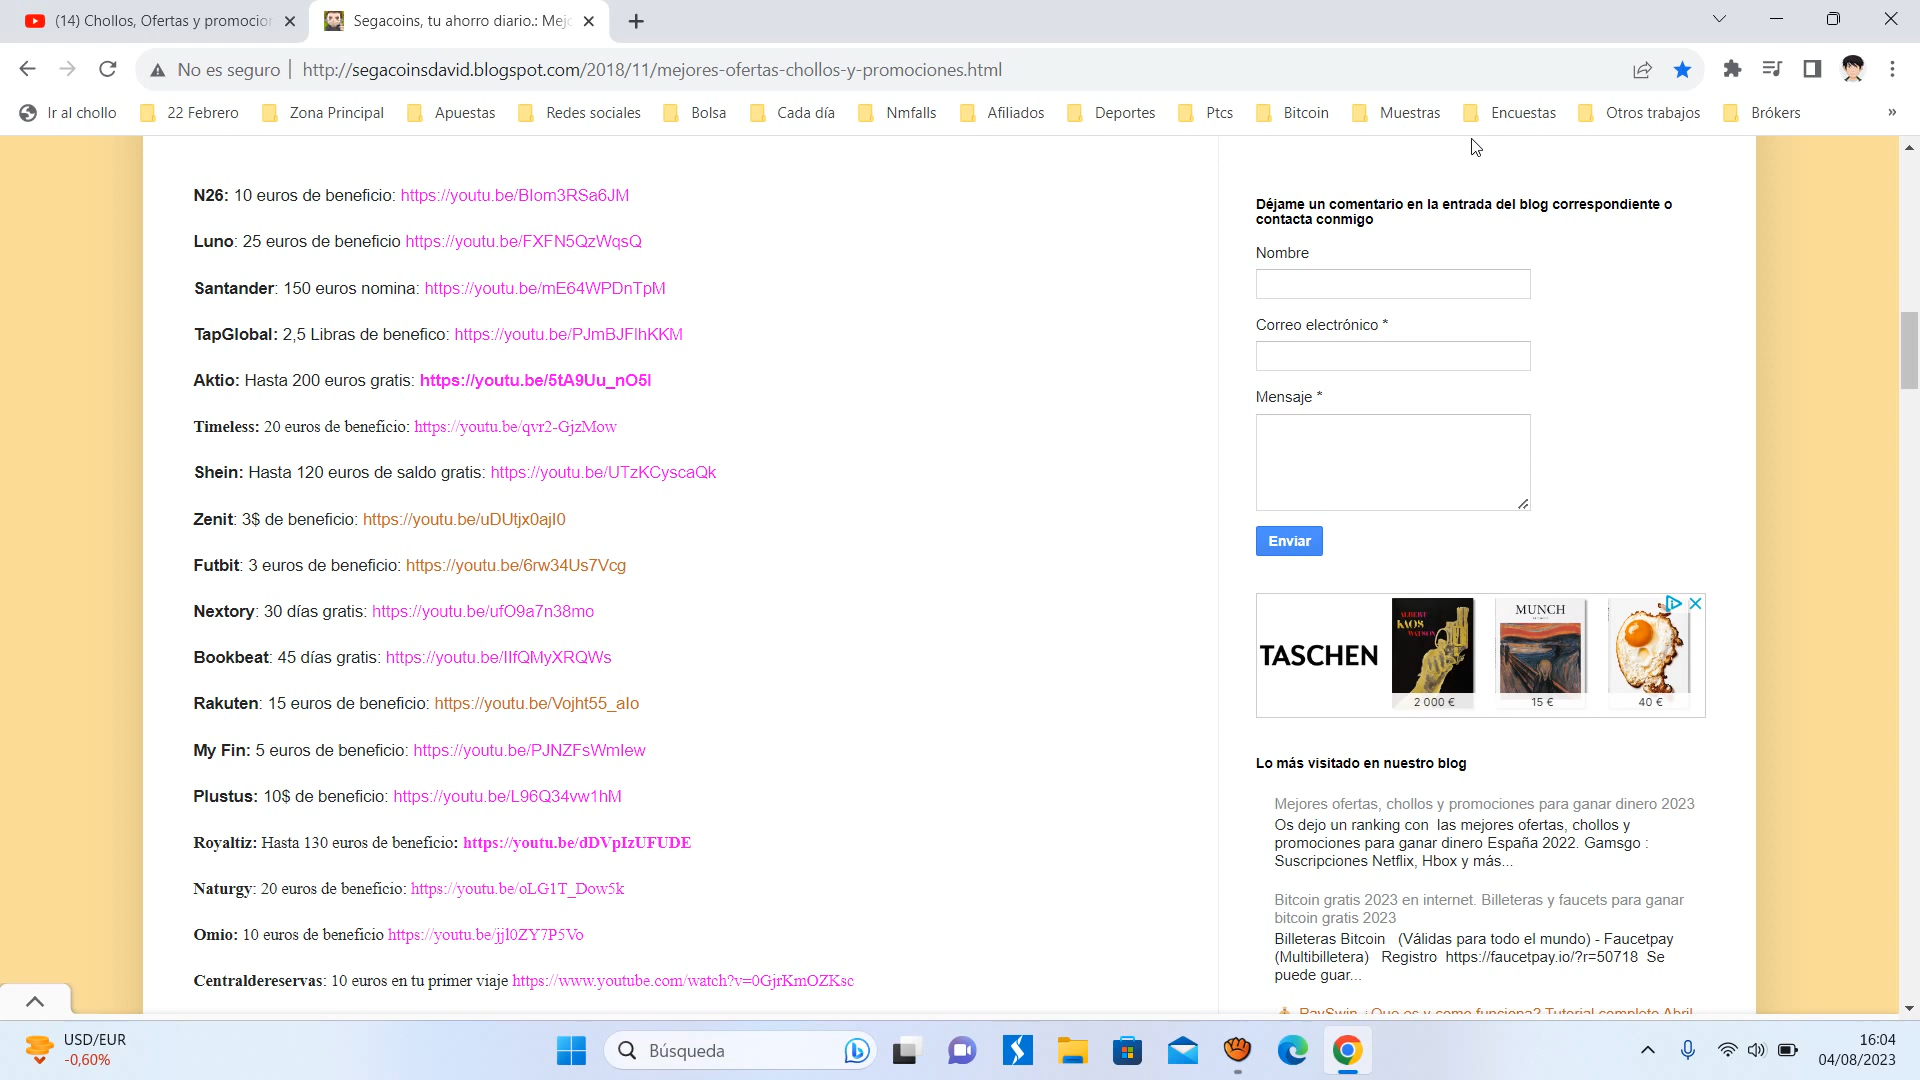 (14) Chollos, Ofertas y promocion
Segacoins, tu ahorro diario.: Mejo
No es seguro
http://segacoinsdavid.blogspot.com/2018/11/mejores-ofertas-chollos-y-promociones.html
Ir al chollo
22 Febrero
Zona Principal
Apuestas
Redes sociales
Bolsa
Cada día
Nmfalls
Afiliados
Deportes
Ptcs
Bitcoin
Muestras
Encuestas
Otros trabajos
Brókers
»
N26: 10 euros de beneficio: https://youtu.be/BIom3RSa6JM
Luno: 25 euros de beneficio https://youtu.be/FXFN5QzWqsQ
Santander: 150 euros nomina: https://youtu.be/mE64WPDnTpM
TapGlobal: 2,5 Libras de benefico: https://youtu.be/PJmBJFlhKKM
Aktio: Hasta 200 euros gratis: https://youtu.be/5tA9Uu_nO5I
Timeless: 20 euros de beneficio: https://youtu.be/qvr2-GjzMow
Shein: Hasta 120 euros de saldo gratis: https://youtu.be/UTzKCyscaQk
Zenit: 3$ de beneficio: https://youtu.be/uDUtjx0ajI0
Futbit: 3 euros de beneficio: https://youtu.be/6rw34Us7Vcg
Nextory: 30 días gratis: https://youtu.be/ufO9a7n38mo
Bookbeat: 45 días gratis: https://youtu.be/IIfQMyXRQWs
Rakuten: 15 euros de beneficio: https://youtu.be/Vojht55_aIo
My Fin: 5 euros de beneficio: https://youtu.be/PJNZFsWmIew
Plustus: 10$ de beneficio: https://youtu.be/L96Q34vw1hM
Royaltiz: Hasta 130 euros de beneficio: https://youtu.be/dDVpIzUFUDE
Naturgy: 20 euros de beneficio: https://youtu.be/oLG1T_Dow5k
Omio: 10 euros de beneficio https://youtu.be/jjl0ZY7P5Vo
Centraldereservas: 10 euros en tu primer viaje https://www.youtube.com/watch?v=0GjrKmOZKsc
Déjame un comentario en la entrada del blog correspondiente o
contacta conmigo
Nombre
Correo electrónico *
Mensaje *
Enviar
TASCHEN
ALBERT
KAOS
WATSON
2 000 €
MUNCH
15 €
40 €
Lo más visitado en nuestro blog
Mejores ofertas, chollos y promociones para ganar dinero 2023
Os dejo un ranking con las mejores ofertas, chollos y
promociones para ganar dinero España 2022. Gamsgo :
Suscripciones Netflix, Hbox y más...
Bitcoin gratis 2023 en internet. Billeteras y faucets para ganar
bitcoin gratis 2023
Billeteras Bitcoin (Válidas para todo el mundo) - Faucetpay
(Multibilletera) Registro https://faucetpay.io/?r=50718 Se
puede guar...
USD/EUR
-0,60%
Búsqueda
16:04
04/08/2023